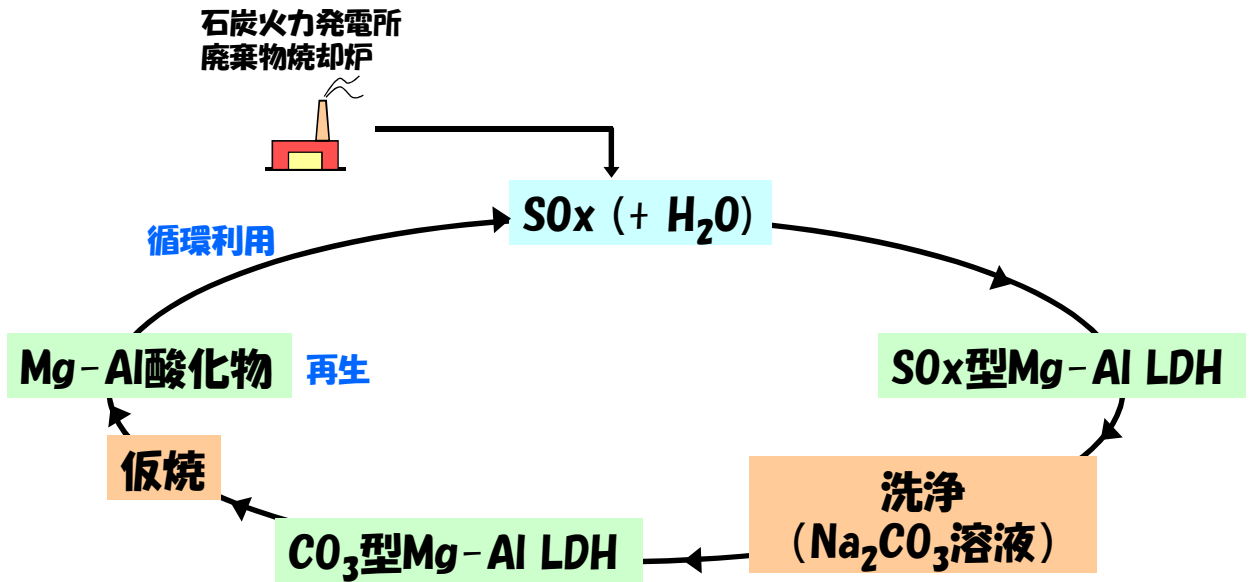 石炭火力発電所
廃棄物焼却炉
SOx (+ H₂O)
循環利用
Mg-Al酸化物
再生
SOx型Mg-Al LDH
仮焼
洗浄
(Na₂CO₃溶液)
CO₃型Mg-Al LDH